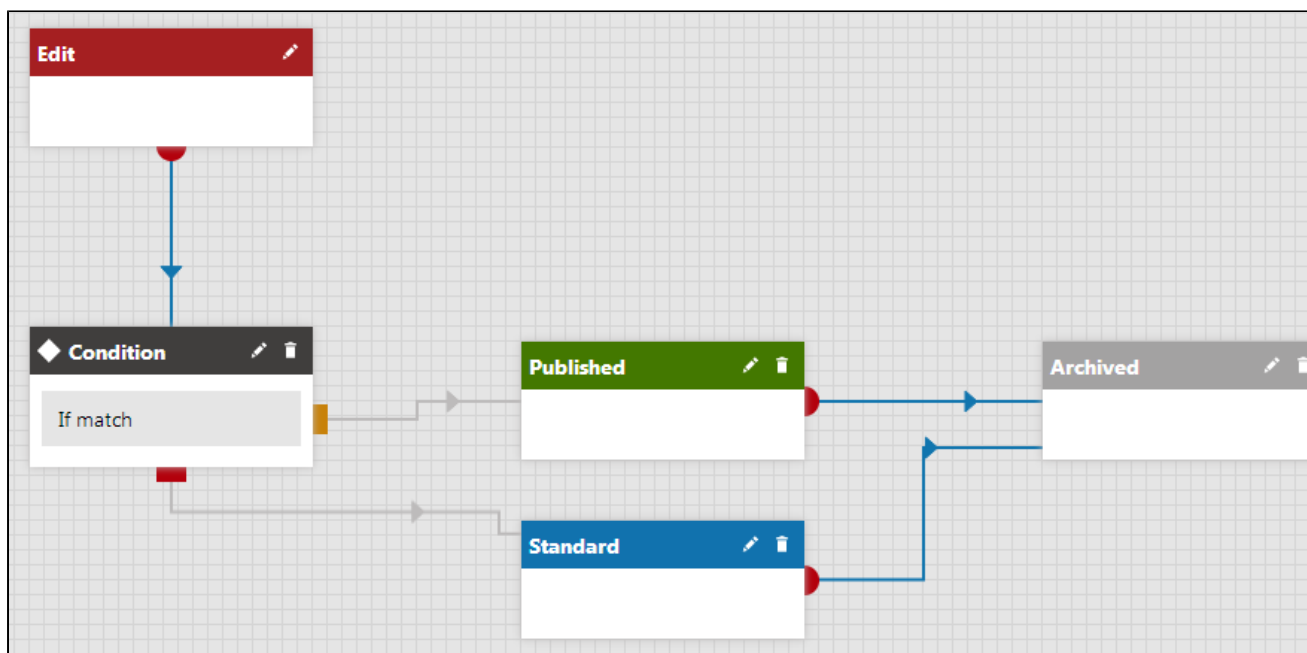 Edit
Condition
If match
Published
Archived
Standard